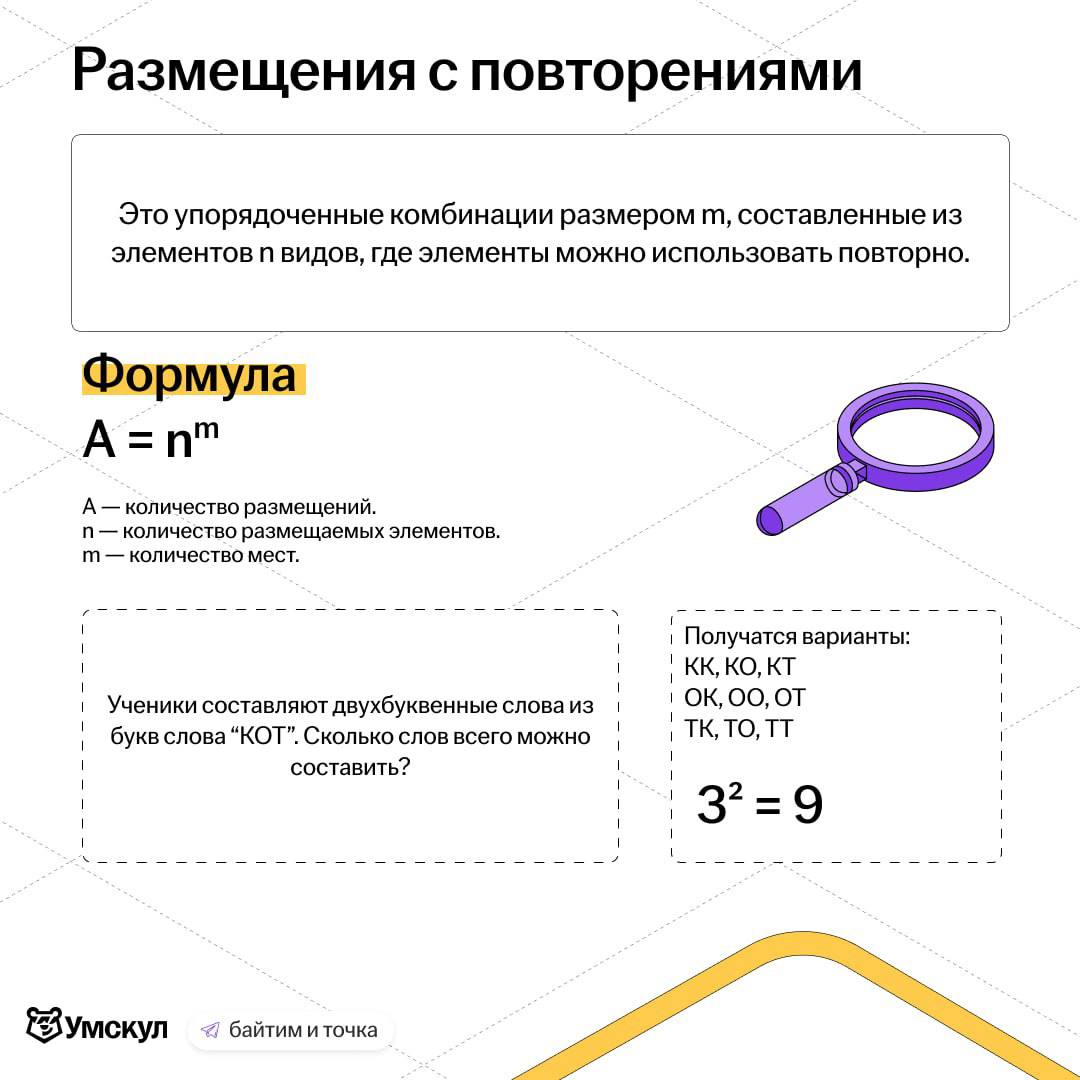 Размещения с повторениями
Это упорядоченные комбинации размером m, составленные из
элементов n видов, где элементы можно использовать повторно.
Формула
A = nᵐ
A — количество размещений.
n — количество размещаемых элементов.
m — количество мест.
Ученики составляют двухбуквенные слова из
букв слова “КОТ”. Сколько слов всего можно
составить?
Получатся варианты:
КК, КО, КТ
ОК, ОО, ОТ
ТК, ТО, ТТ
3² = 9
Умскул
байтим и точка